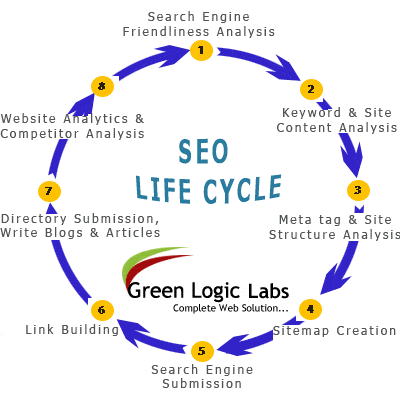 Search Engine
Friendliness Analysis
1
2
Keyword & Site
Content Analysis
3
Meta tag & Site
Structure Analysis
4
Sitemap Creation
5
Search Engine
Submission
6
Link Building
7
Directory Submission,
Write Blogs & Articles
8
Website Analytics &
Competitor Analysis
SEO
LIFE CYCLE
Green Logic Labs
Complete Web Solution...